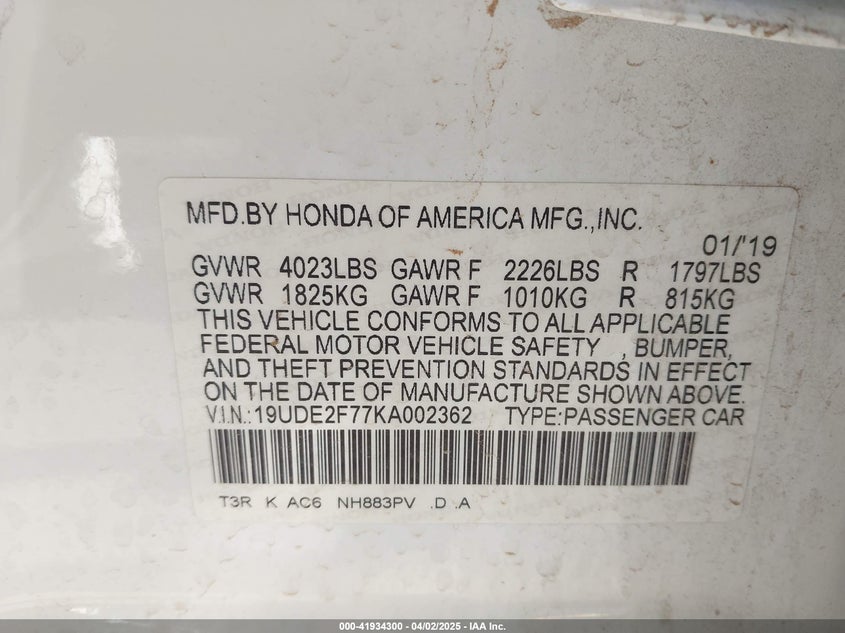 MFD.BY HONDA OF AMERICA MFG.,INC.
01/'19
GVWR 4023LBS GAWR F 2226LBS R 1797LBS
GVWR 1825KG GAWR F 1010KG R 815KG
THIS VEHICLE CONFORMS TO ALL APPLICABLE
FEDERAL MOTOR VEHICLE SAFETY , BUMPER,
AND THEFT PREVENTION STANDARDS IN EFFECT
ON THE DATE OF MANUFACTURE SHOWN ABOVE.
V.I.N.:19UDE2F77KA002362 TYPE:PASSENGER CAR
T3R K AC6 NH883PV .D .A
000-41934300 | 04/02/2025 - IAA Inc.